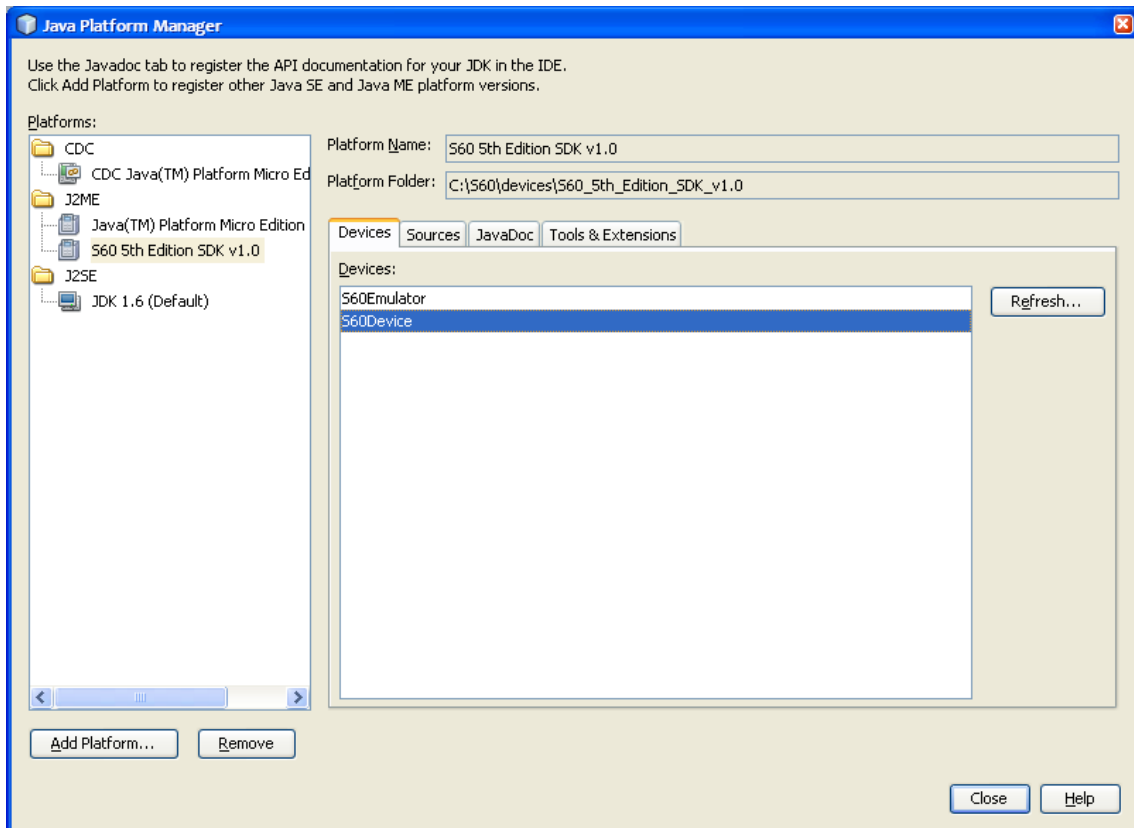 Java Platform Manager
Use the Javadoc tab to register the API documentation for your JDK in the IDE.
Click Add Platform to register other Java SE and Java ME platform versions.
Platforms:
CDC
CDC Java(TM) Platform Micro Ed
J2ME
Java(TM) Platform Micro Edition
S60 5th Edition SDK v1.0
J2SE
JDK 1.6 (Default)
Platform Name: S60 5th Edition SDK v1.0
Platform Folder: C:\S60\devices\S60_5th_Edition_SDK_v1.0
Devices Sources JavaDoc Tools & Extensions
Devices:
S60Emulator
S60Device
Refresh...
Add Platform... Remove
Close Help